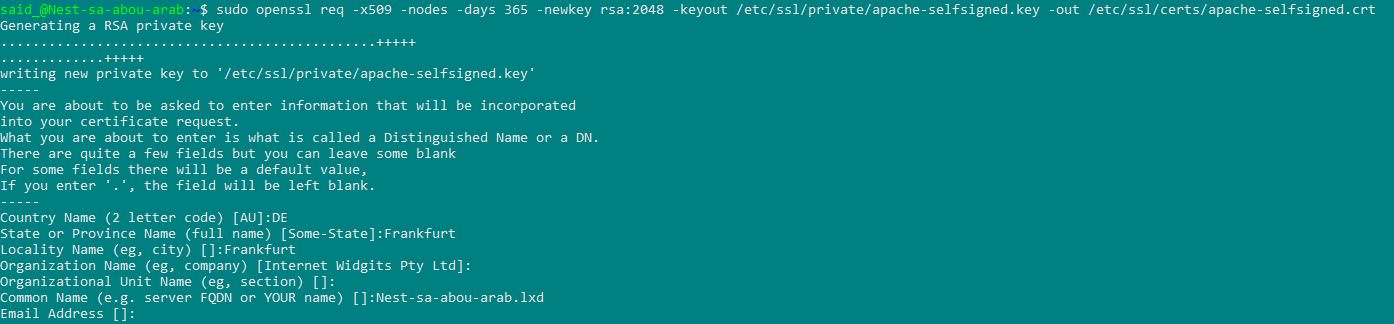 said_@Nest-sa-abou-arab:~$ sudo openssl req -x509 -nodes -days 365 -newkey rsa:2048 -keyout /etc/ssl/private/apache-selfsigned.key -out /etc/ssl/certs/apache-selfsigned.crt
Generating a RSA private key
...............................................+++++
.............+++++
writing new private key to '/etc/ssl/private/apache-selfsigned.key'
-----
You are about to be asked to enter information that will be incorporated
into your certificate request.
What you are about to enter is what is called a Distinguished Name or a DN.
There are quite a few fields but you can leave some blank
For some fields there will be a default value,
If you enter '.', the field will be left blank.
-----
Country Name (2 letter code) [AU]:DE
State or Province Name (full name) [Some-State]:Frankfurt
Locality Name (eg, city) []:Frankfurt
Organization Name (eg, company) [Internet Widgits Pty Ltd]:
Organizational Unit Name (eg, section) []:
Common Name (e.g. server FQDN or YOUR name) []:Nest-sa-abou-arab.lxd
Email Address []: